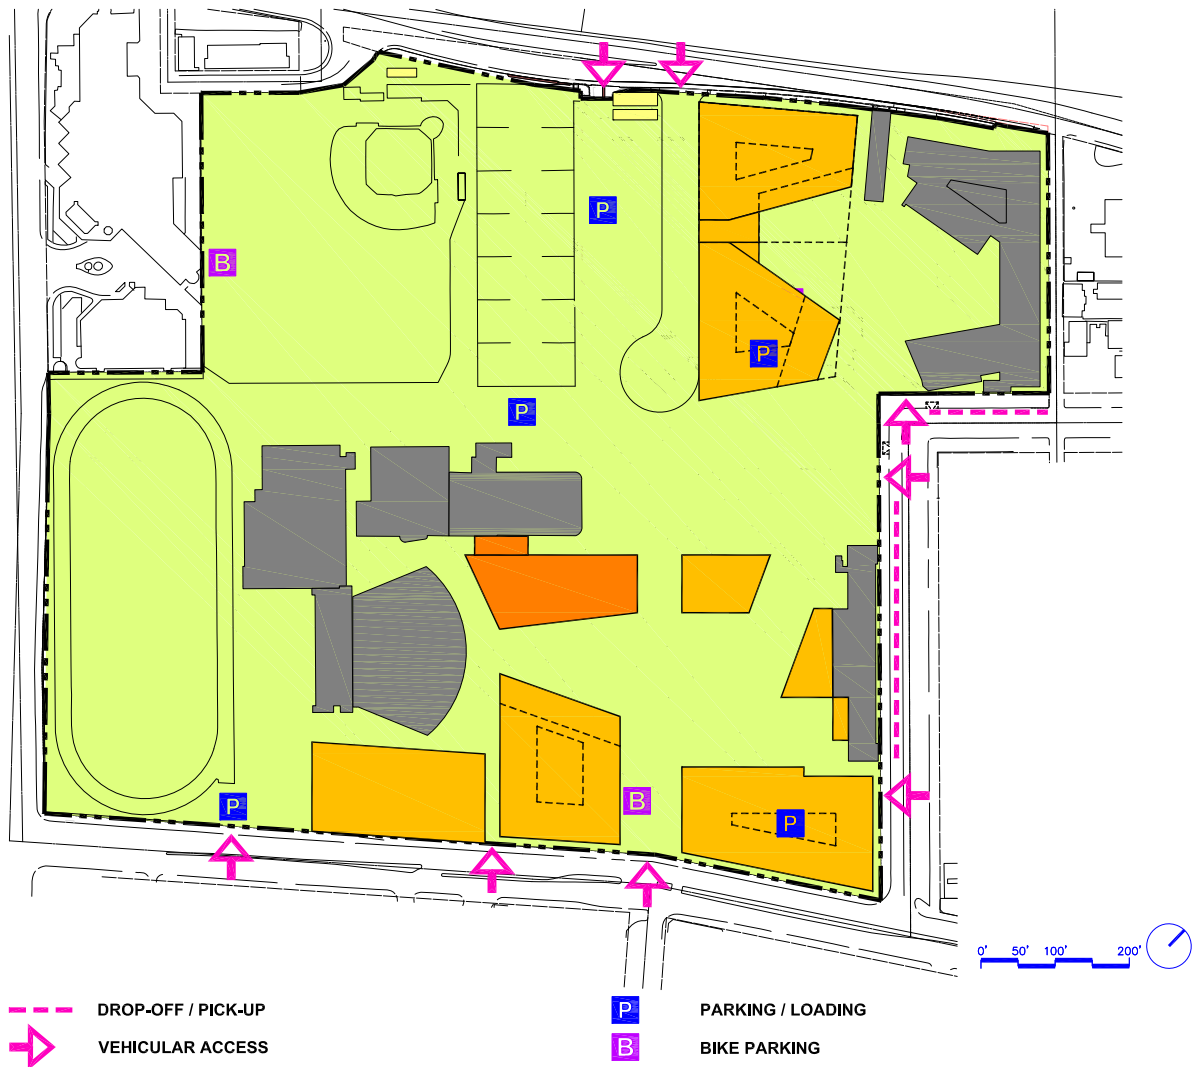 P
B
P
P
P
B
P
P
0' 50' 100' 200'
DROP-OFF / PICK-UP
P PARKING / LOADING
VEHICULAR ACCESS
B BIKE PARKING